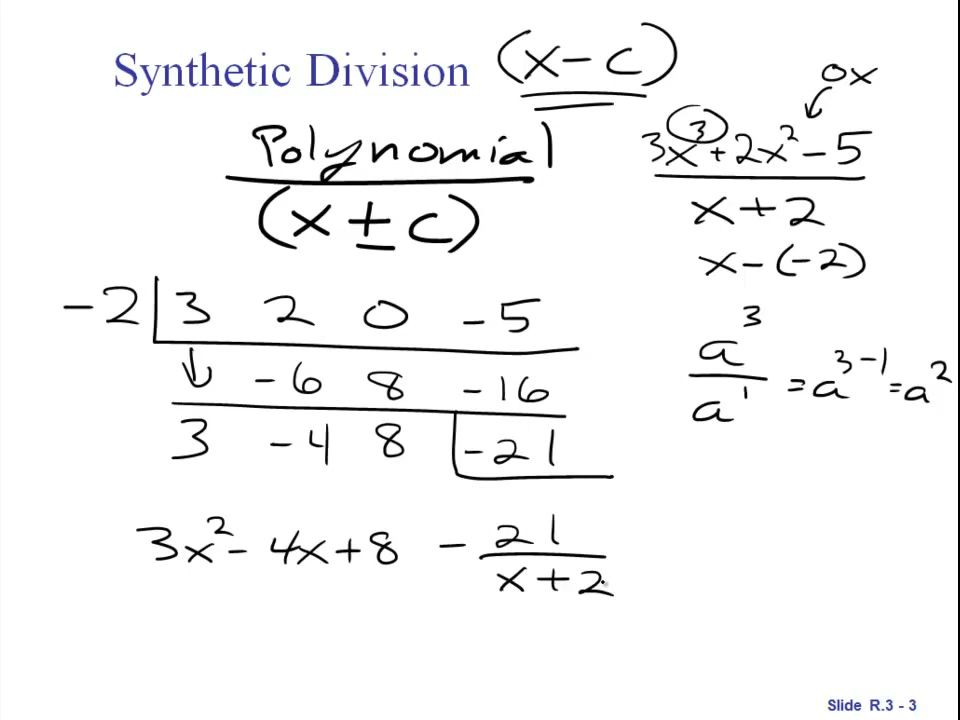 Synthetic Division (x - c)
Polynomial
(x ± c)
0x
3x³ + 2x² - 5
x + 2
x - (-2)
-2 | 3 2 0 -5
↓ -6 8 -16
3 -4 8 | -21
a³
a¹
= a³⁻¹ = a²
3x² - 4x + 8 - 21
x + 2
Slide R.3 - 3